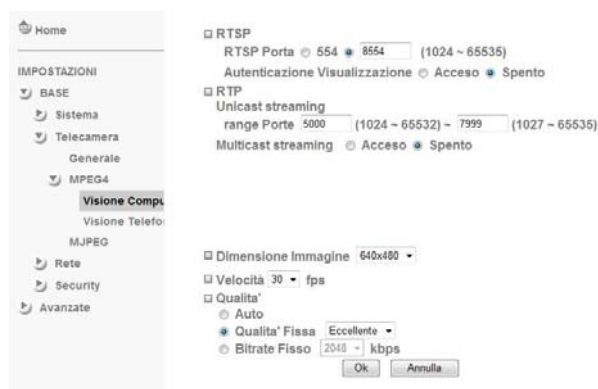 Home
IMPOSTAZIONI
BASE
Sistema
Telecamera
Generale
MPEG4
Visione Compu
Visione Telefo
MJPEG
Rete
Security
Avanzate
RTSP
RTSP Porta 554 8554 (1024 ~ 65535)
Autenticazione Visualizzazione Acceso Spento
RTP
Unicast streaming
range Porte 5000 (1024 ~ 65532) ~ 7999 (1027 ~ 65535)
Multicast streaming Acceso Spento
Dimensione Immagine 640x480
Velocità 30 fps
Qualita'
Auto
Qualita' Fissa Eccellente
Bitrate Fisso 2048 kbps
Ok Annulla